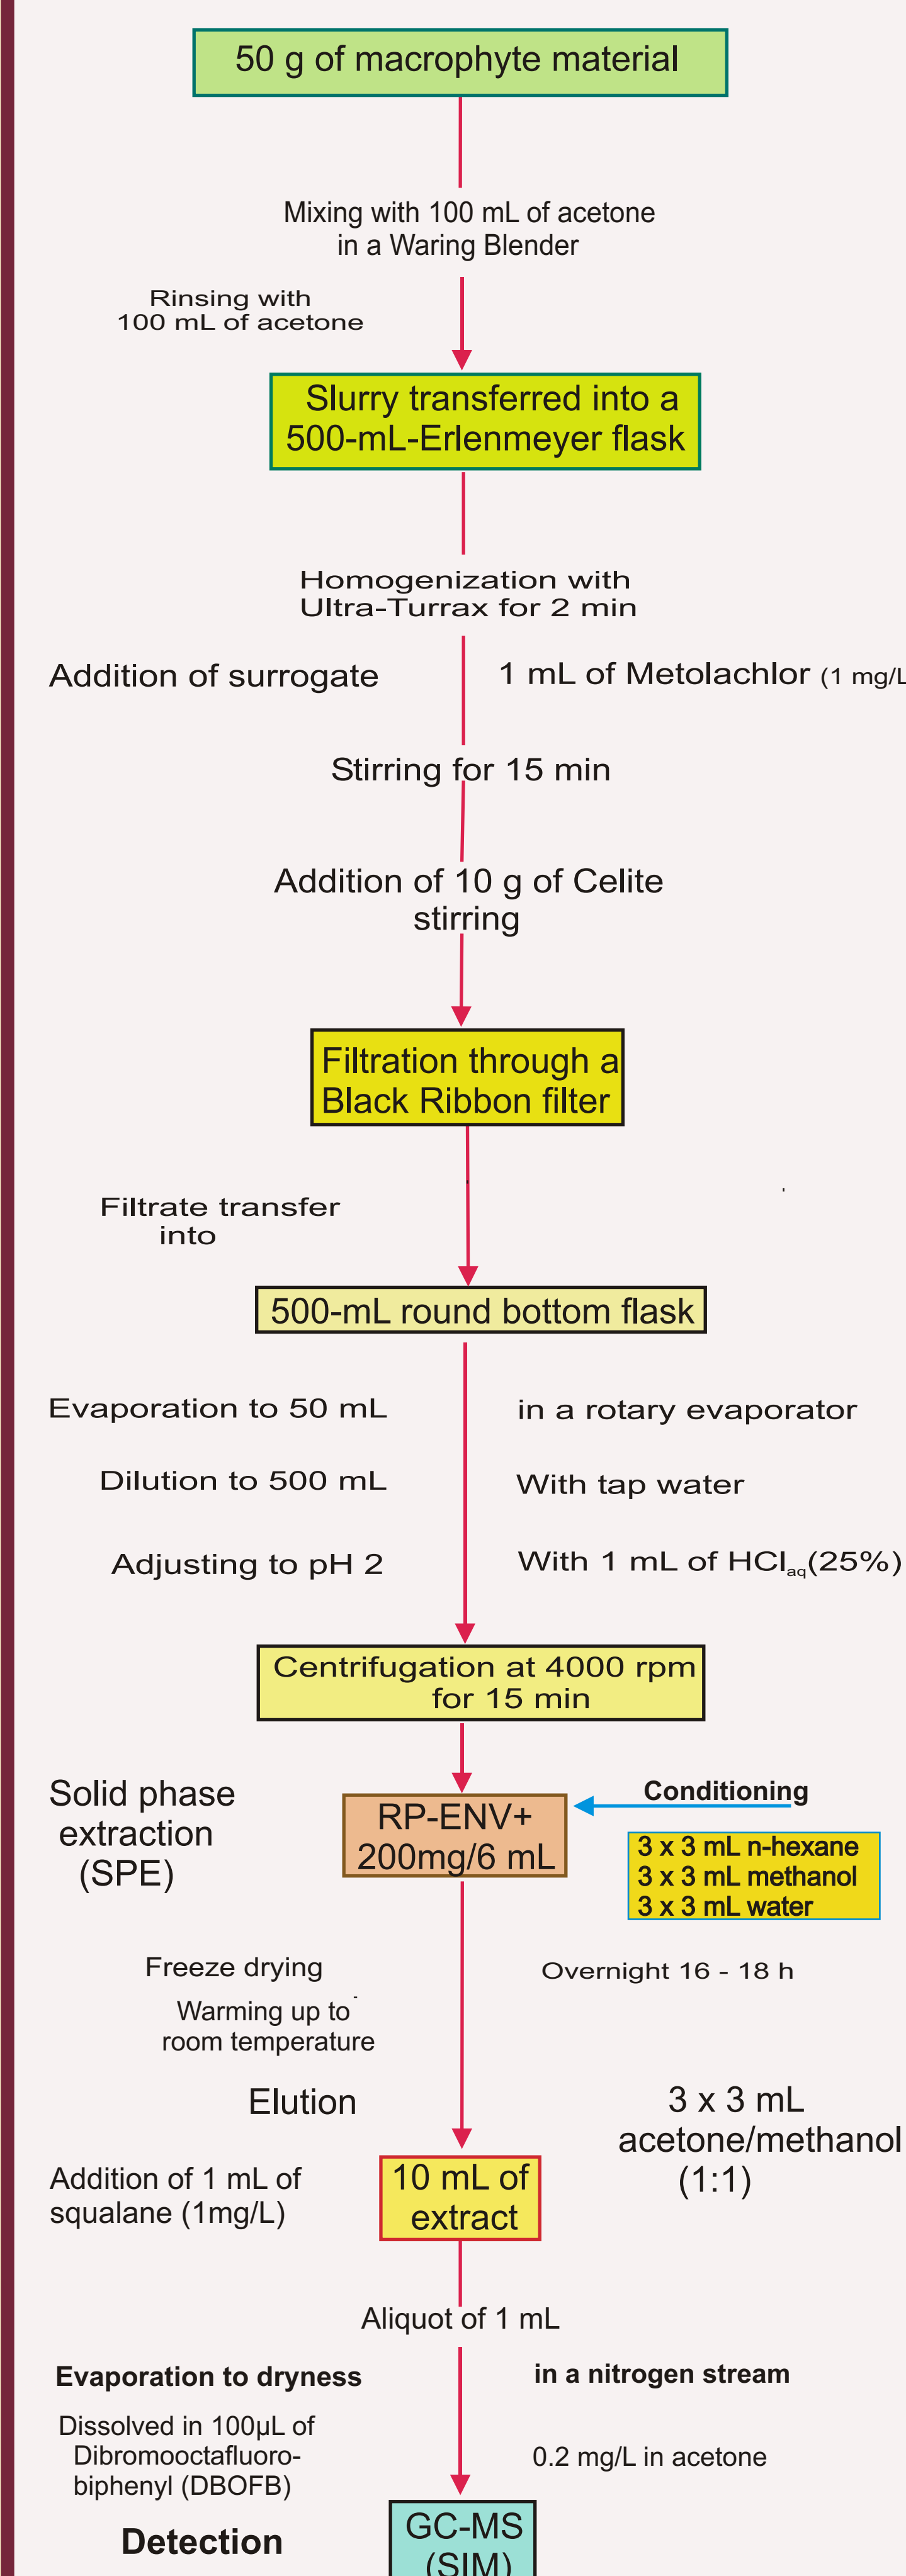 50 g of macrophyte material
Mixing with 100 mL of acetone
in a Waring Blender
Rinsing with
100 mL of acetone
Slurry transferred into a
500-mL-Erlenmeyer flask
Homogenization with
Ultra-Turrax for 2 min
Addition of surrogate
1 mL of Metolachlor (1 mg/L
Stirring for 15 min
Addition of 10 g of Celite
stirring
Filtration through a
Black Ribbon filter
Filtrate transfer
into
500-mL round bottom flask
Evaporation to 50 mL
in a rotary evaporator
Dilution to 500 mL
With tap water
Adjusting to pH 2
With 1 mL of HClaq(25%)
Centrifugation at 4000 rpm
for 15 min
Solid phase
extraction
(SPE)
RP-ENV+
200mg/6 mL
Conditioning
3 x 3 mL n-hexane
3 x 3 mL methanol
3 x 3 mL water
Freeze drying
Overnight 16 - 18 h
Warming up to
room temperature
Elution
3 x 3 mL
acetone/methanol
(1:1)
Addition of 1 mL of
squalane (1mg/L)
10 mL of
extract
Aliquot of 1 mL
Evaporation to dryness
in a nitrogen stream
Dissolved in 100µL of
Dibromooctafluoro-
biphenyl (DBOFB)
0.2 mg/L in acetone
Detection
GC-MS
(SIM)